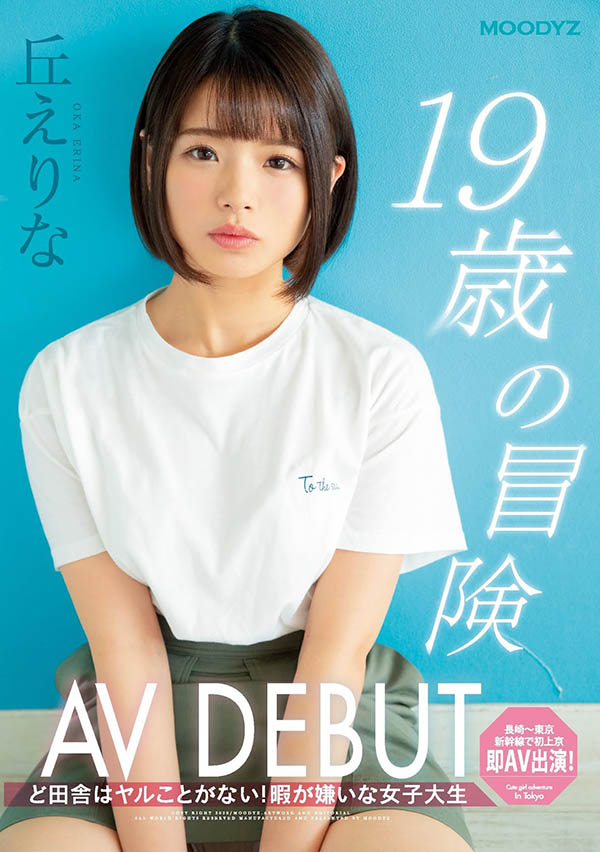 MOODYZ
丘えりな
OKA ERINA
19歳の冒険
To the
AV DEBUT
長崎〜東京
新幹線で初上京
即AV出演!
Cute girl adventure
In Tokyo
ど田舎はヤルことがない!暇が嫌いな女子大生